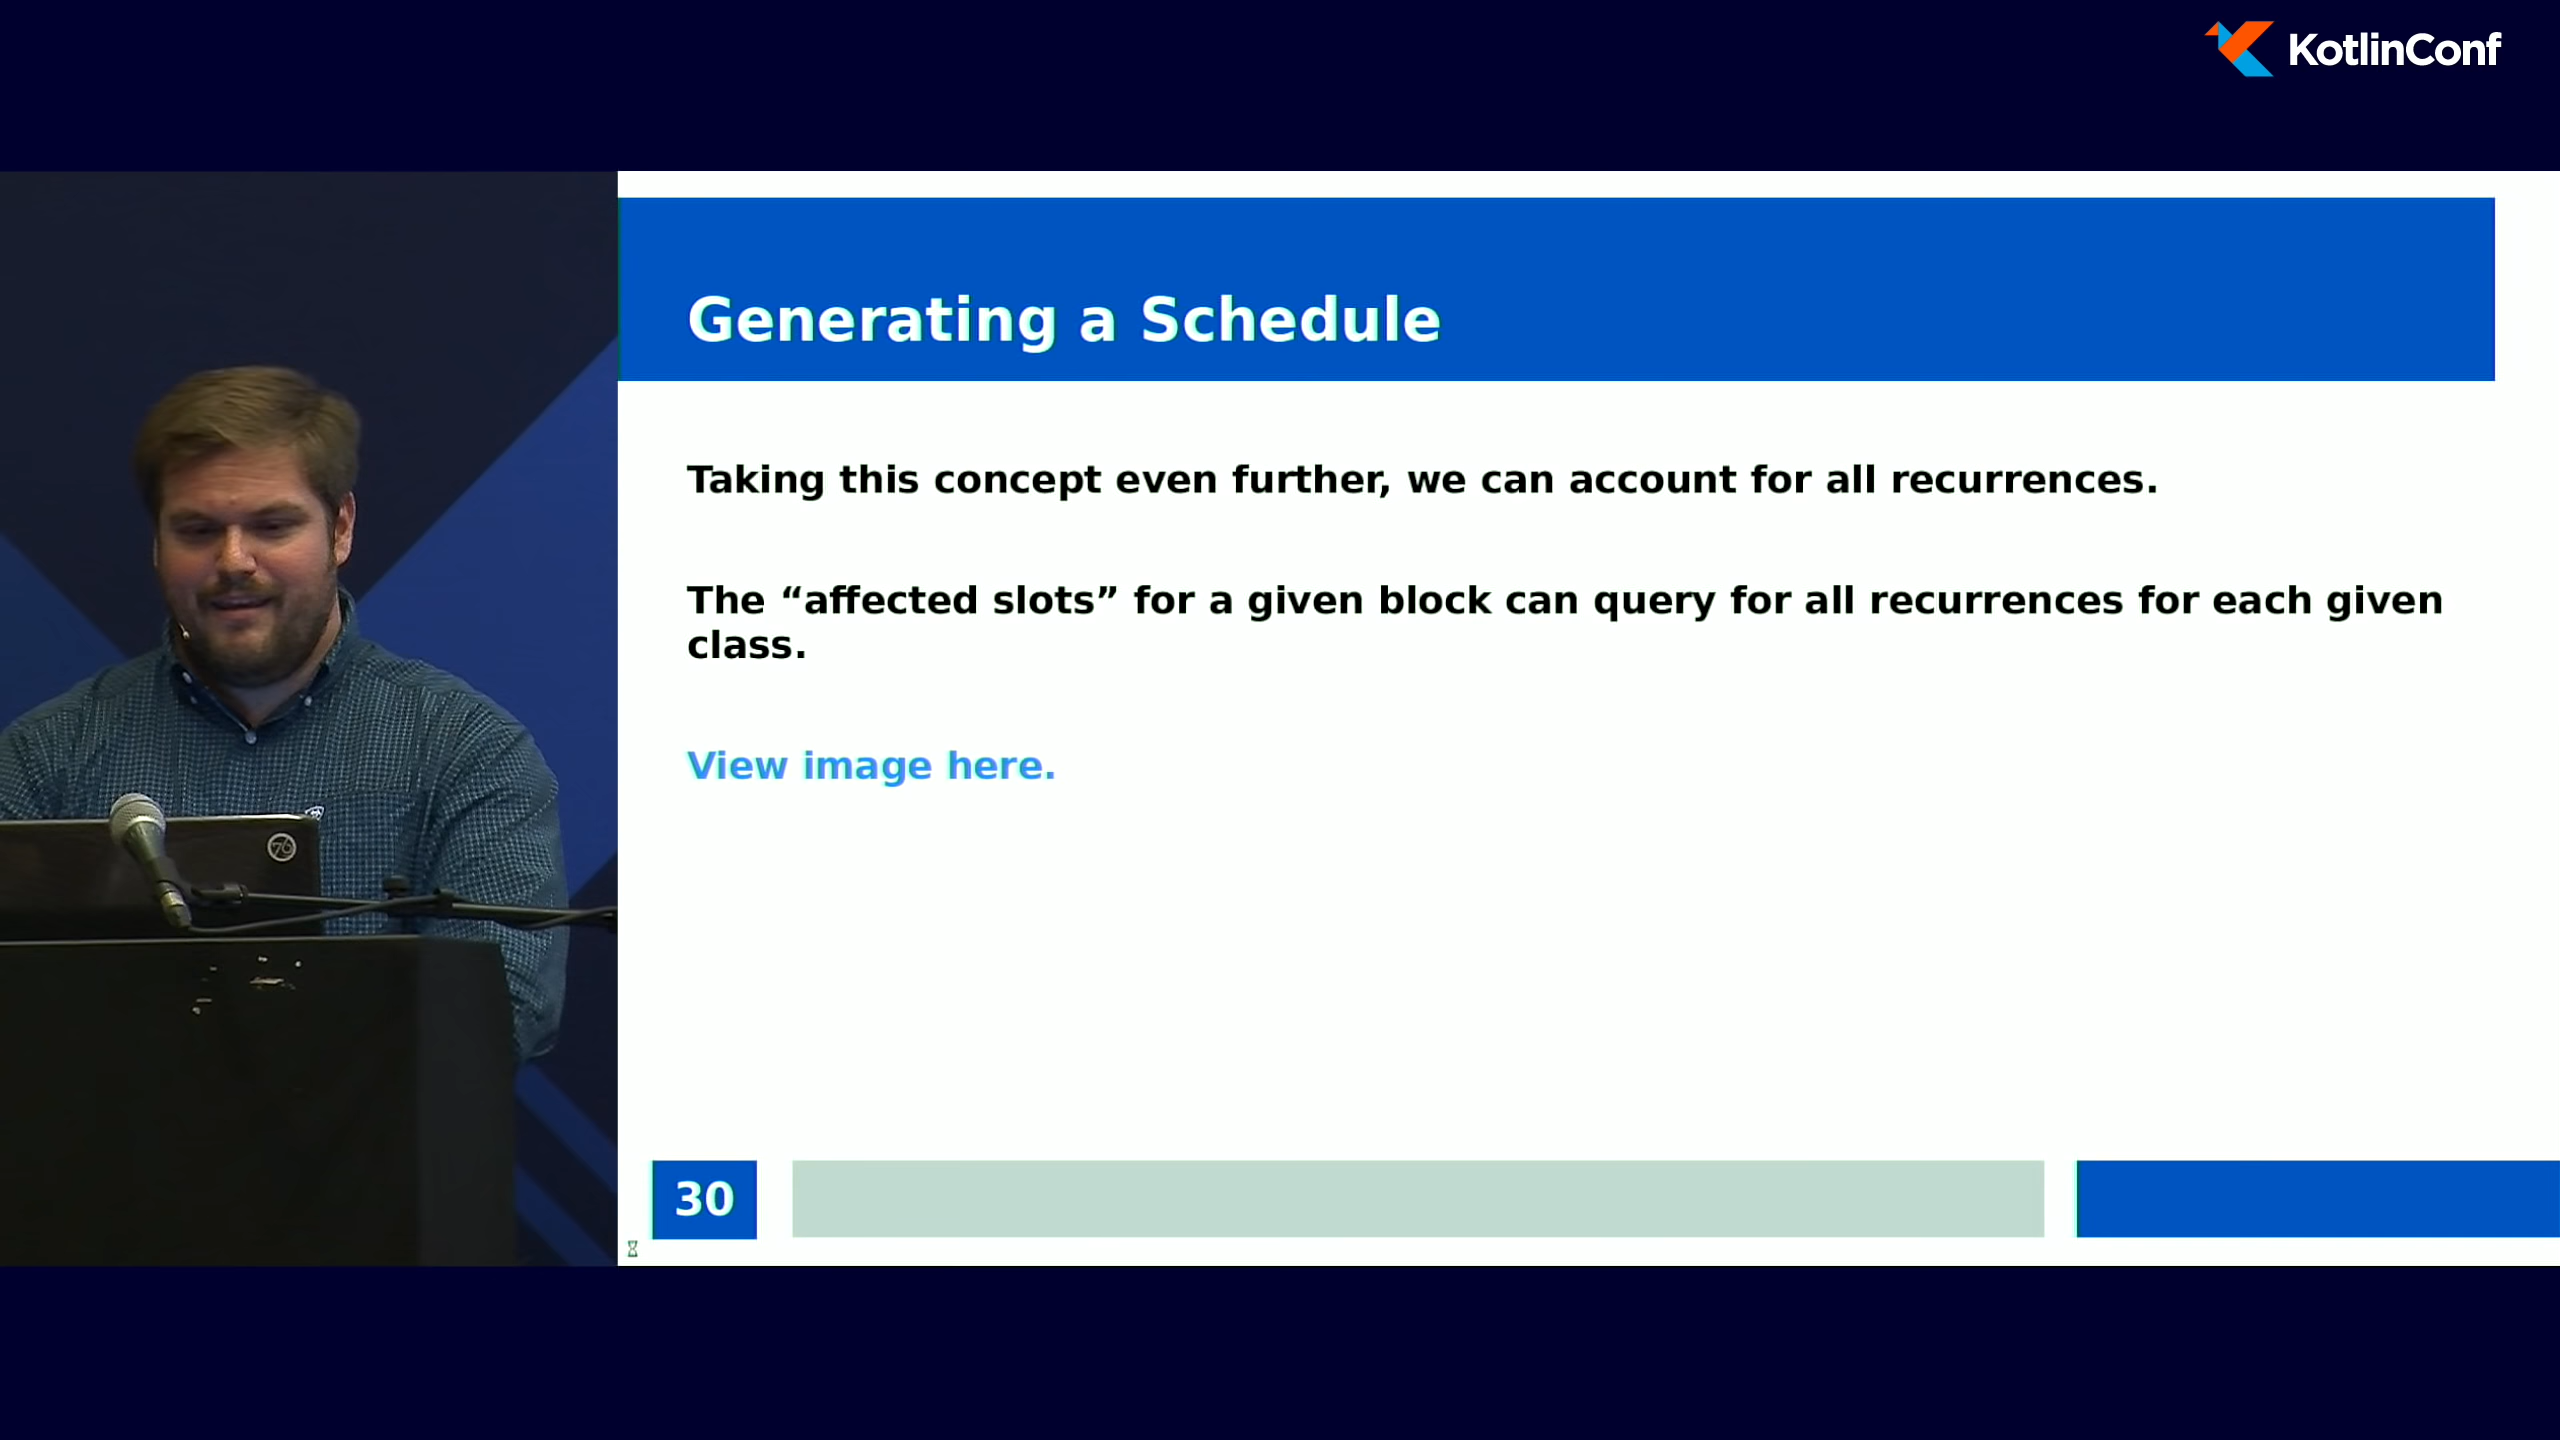 KotlinConf
Generating a Schedule
Taking this concept even further, we can account for all recurrences.
The “affected slots” for a given block can query for all recurrences for each given
class.
View image here.
76
30